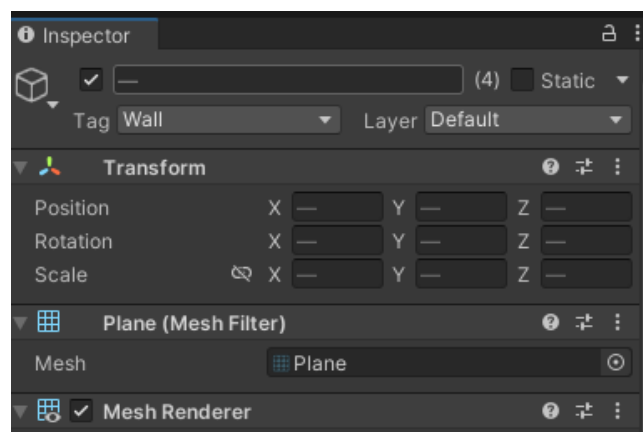 Inspector
— (4) Static
Tag Wall Layer Default
Transform
Position X — Y — Z —
Rotation X — Y — Z —
Scale X — Y — Z —
Plane (Mesh Filter)
Mesh Plane
Mesh Renderer